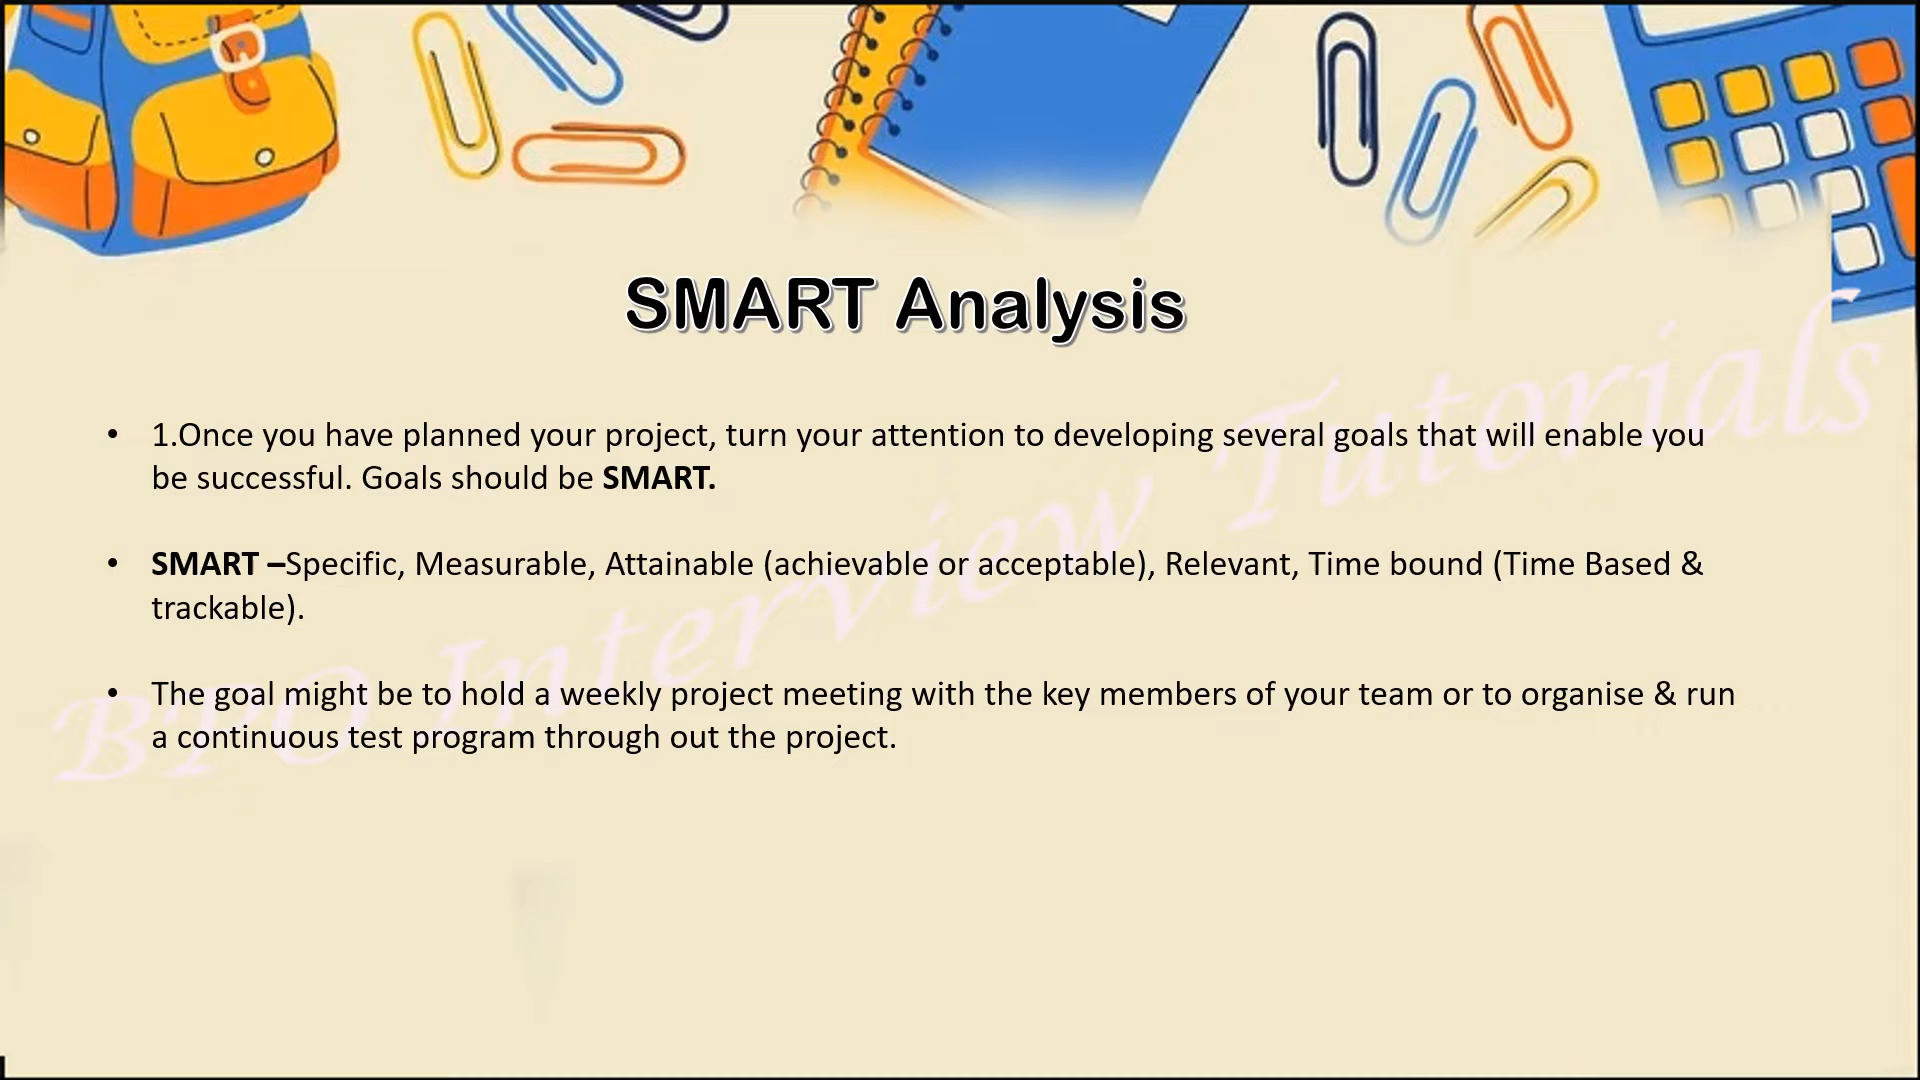 SMART Analysis
• 1.Once you have planned your project, turn your attention to developing several goals that will enable you
be successful. Goals should be SMART.
• SMART –Specific, Measurable, Attainable (achievable or acceptable), Relevant, Time bound (Time Based &
trackable).
• The goal might be to hold a weekly project meeting with the key members of your team or to organise & run
a continuous test program through out the project.
BPO Interview Tutorials